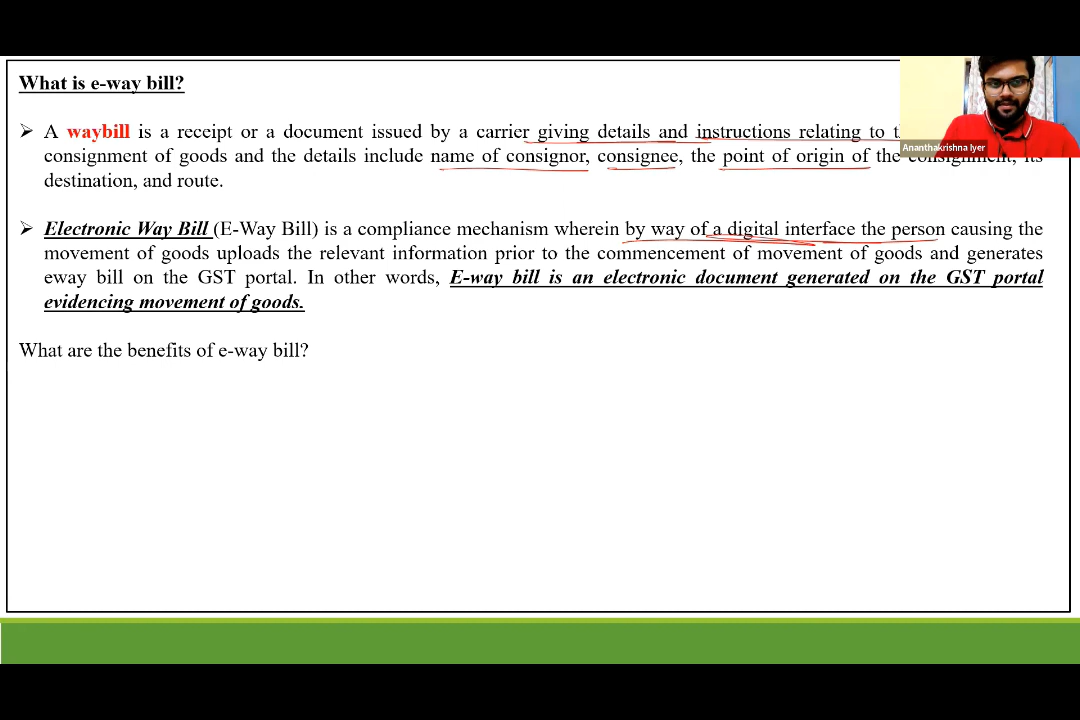 What is e-way bill?
➢ A waybill is a receipt or a document issued by a carrier giving details and instructions relating to
consignment of goods and the details include name of consignor, consignee, the point of origin of the consignment, its
destination, and route.
➢ Electronic Way Bill (E-Way Bill) is a compliance mechanism wherein by way of a digital interface the person causing the
movement of goods uploads the relevant information prior to the commencement of movement of goods and generates
eway bill on the GST portal. In other words, E-way bill is an electronic document generated on the GST portal
evidencing movement of goods.
What are the benefits of e-way bill?
Ananthakrishna Iyer